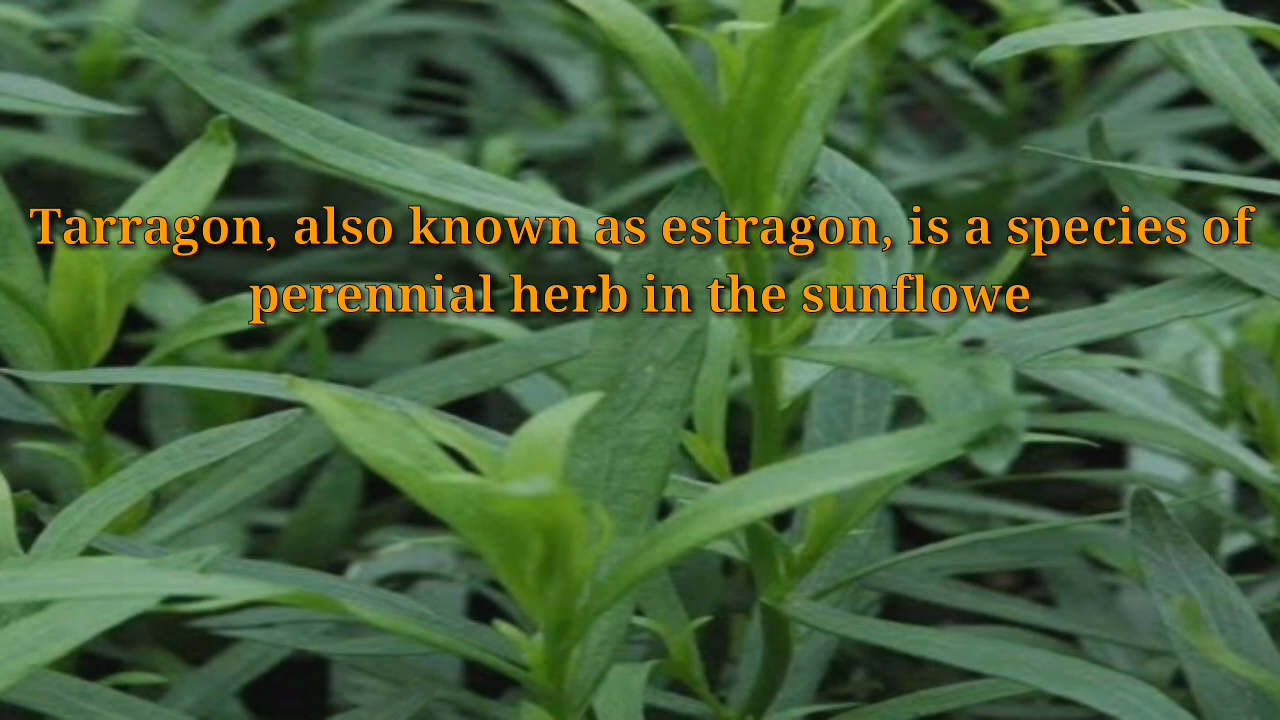 Tarragon, also known as estragon, is a species of
perennial herb in the sunflowe